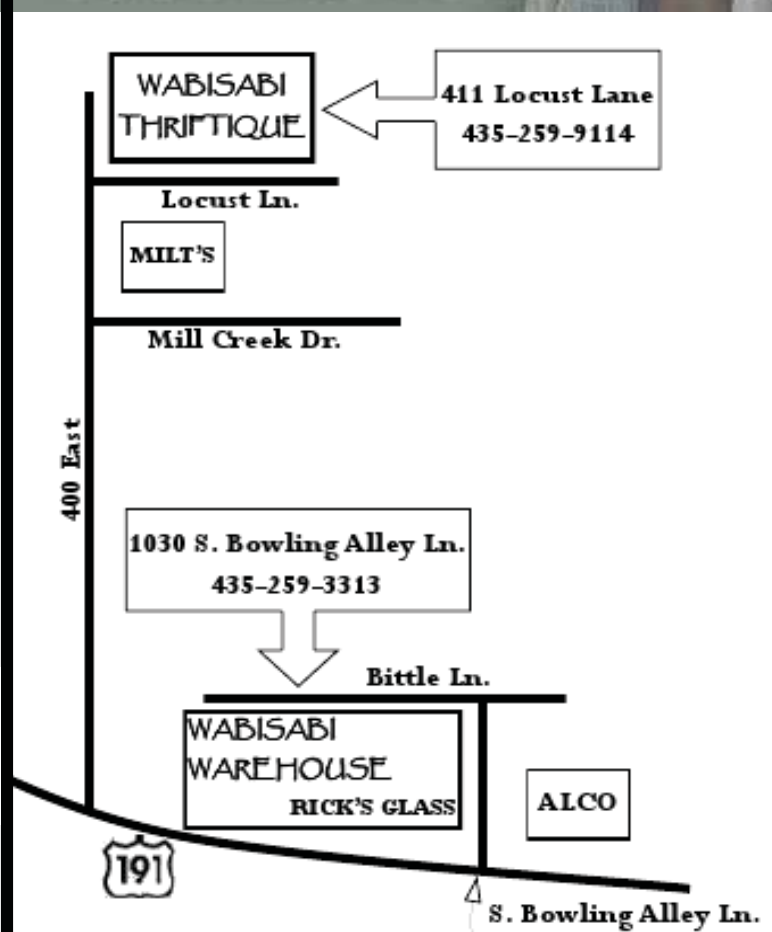 WABISABI
THRIFTIQUE
411 Locust Lane
435-259-9114
Locust Ln.
MILT'S
Mill Creek Dr.
400 East
1030 S. Bowling Alley Ln.
435-259-3313
Bittle Ln.
WABISABI
WAREHOUSE
RICK'S GLASS
ALCO
191
S. Bowling Alley Ln.